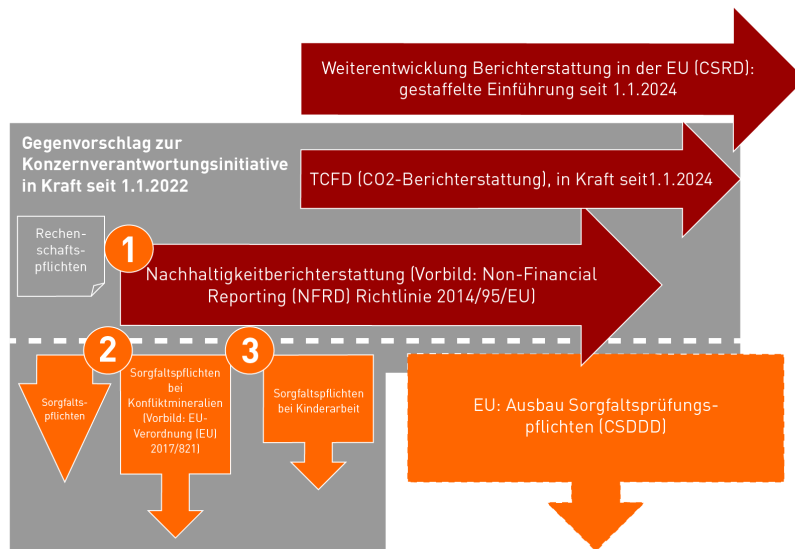 Weiterentwicklung Berichterstattung in der EU (CSRD):
gestaffelte Einführung seit 1.1.2024
Gegenvorschlag zur
Konzernverantwortungsinitiative
in Kraft seit 1.1.2022
TCFD (CO2-Berichterstattung), in Kraft seit1.1.2024
Rechen-
schafts-
pflichten
1
Nachhaltigkeitberichterstattung (Vorbild: Non-Financial
Reporting (NFRD) Richtlinie 2014/95/EU)
2
3
Sorgfalts-
pflichten
Sorgfaltspflichten
bei
Konfliktmineralien
(Vorbild: EU-
Verordnung (EU)
2017/821)
Sorgfaltspflichten
bei Kinderarbeit
EU: Ausbau Sorgfaltsprüfungs-
pflichten (CSDDD)